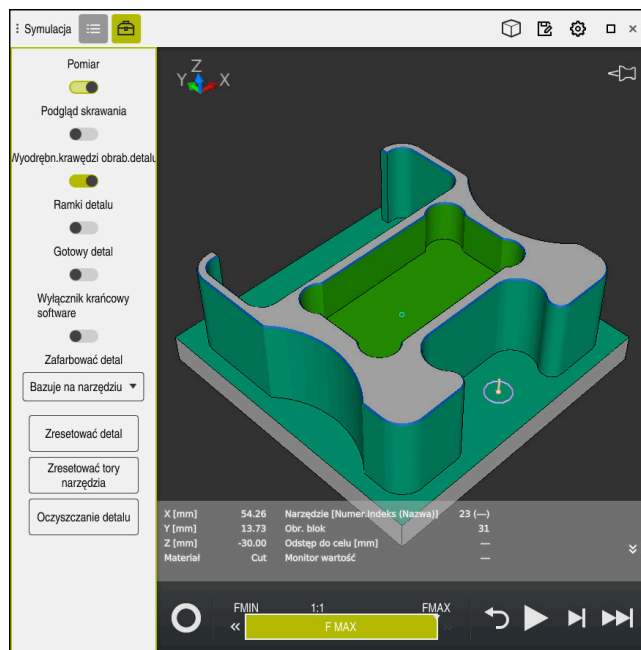 Symulacja
Pomiar
Podgląd skrawania
Wyodrębn.krawędzi obrab.detalu
Ramki detalu
Gotowy detal
Wyłącznik krańcowy
software
Zafarbować detal
Bazuje na narzędziu
Zresetować detal
Zresetować tory
narzędzia
Oczyszczanie detalu
Z
Y X
X [mm] 54.26 Narzędzie [Numer.Indeks (Nazwa)] 23 (---)
Y [mm] 13.73 Obr. blok 31
Z [mm] -30.00 Odstęp do celu [mm] ---
Materiał Cut Monitor wartość ---
FMIN 1:1 FMAX
F MAX